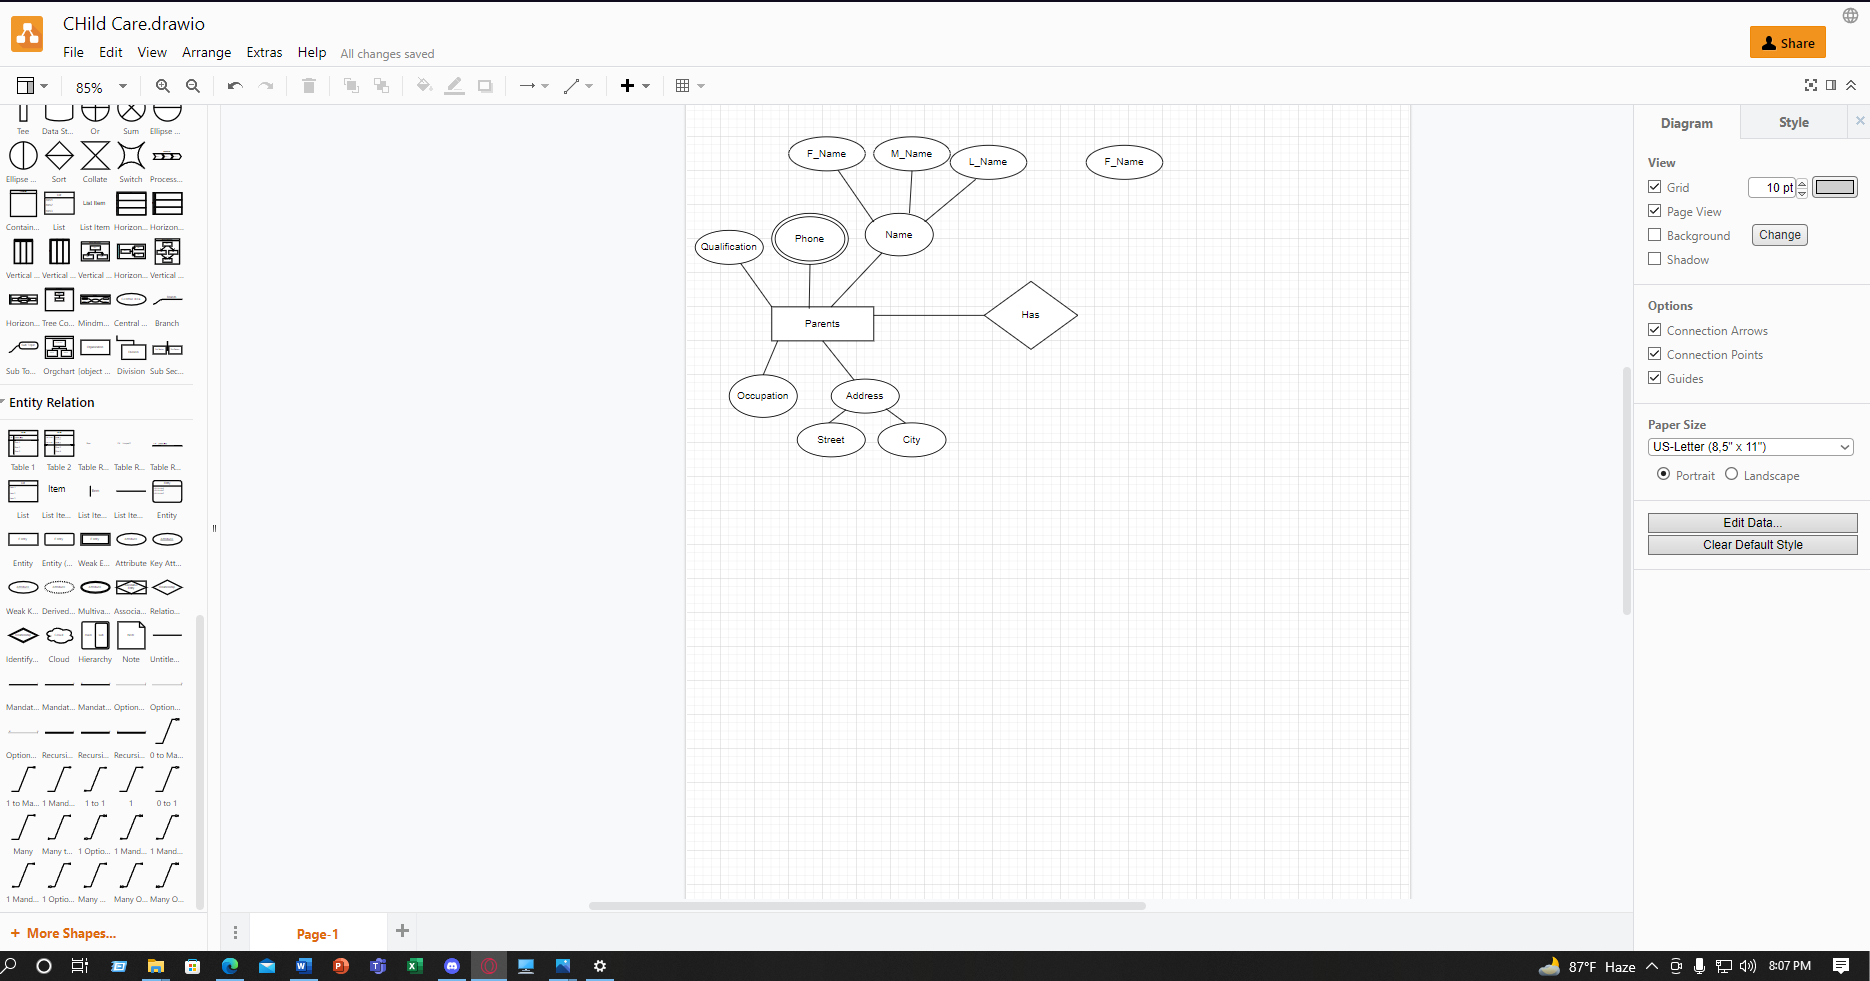 CHild Care.drawio
File Edit View Arrange Extras Help All changes saved
Share
85%
Diagram
Style
Tee Data St... Or Sum Ellipse ...
Ellipse ... Sort Collate Switch Process...
List Item
Contain... List List Item Horizon... Horizon...
Vertical ... Vertical ... Vertical ... Horizon... Vertical ...
Horizon... Tree Co... Mindm... Central ... Branch
Sub To... Orgchart [object ... Division Sub Sec...
Entity Relation
Table 1 Table 2 Table R... Table R... Table R...
Item
List List Ite... List Ite... List Ite... Entity
Entity Entity (... Weak E... Attribute Key Att...
Weak K... Derived... Multiva... Associa... Relatio...
Identify... Cloud Hierarchy Note Untitle...
Mandat... Mandat... Mandat... Option... Option...
Option... Recursi... Recursi... Recursi... 0 to Ma...
1 to Ma... 1 Mand... 1 to 1 1 0 to 1
Many Many t... 1 Optio... 1 Mand... 1 Mand...
1 Mand... 1 Optio... Many ... Many O... Many O...
+ More Shapes...
F_Name
M_Name
L_Name
F_Name
Qualification
Phone
Name
Parents
Has
Occupation
Address
Street
City
View
Grid
10 pt
Page View
Background
Change
Shadow
Options
Connection Arrows
Connection Points
Guides
Paper Size
US-Letter (8,5" x 11")
Portrait Landscape
Edit Data...
Clear Default Style
Page-1
87°F Haze
8:07 PM